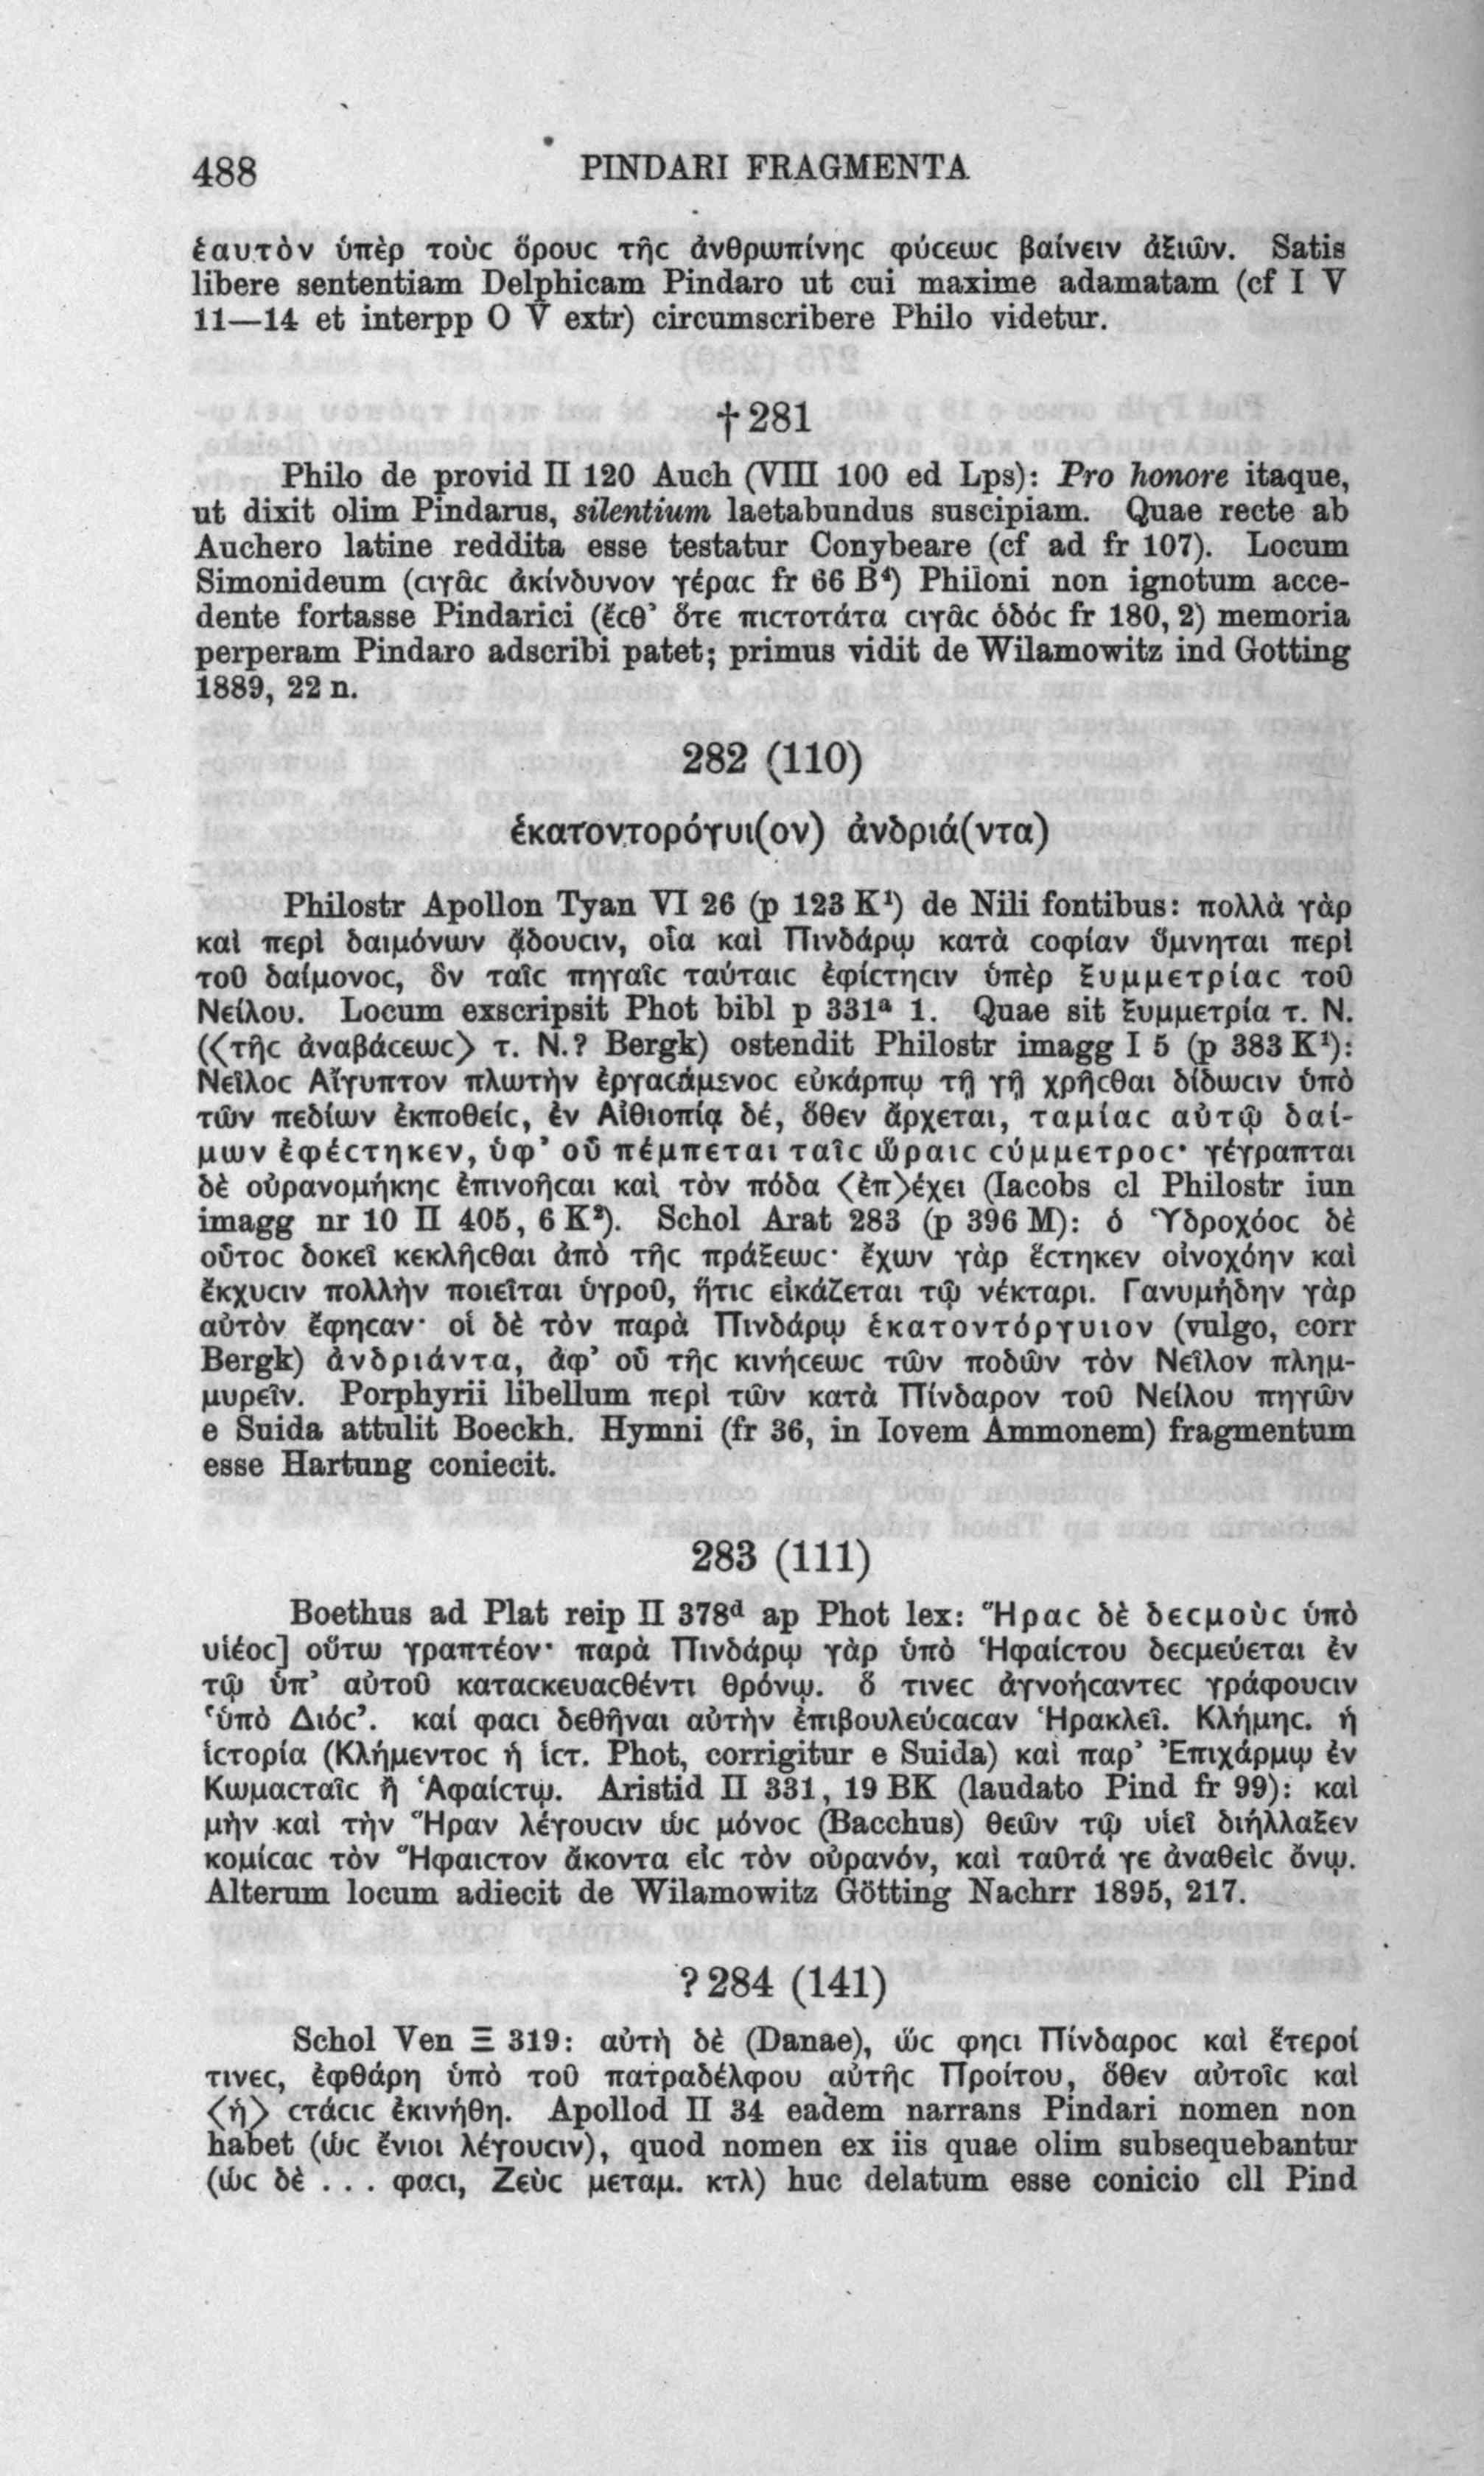 488
PINDARI FRAGMENTA
ἑαυτὸν ὑπὲρ τοὺϲ ὅρουϲ τῆϲ ἀνθρωπίνηϲ φύϲεωϲ βαίνειν ἀξιῶν. Satis
libere sententiam Delphicam Pindaro ut cui maxime adamatam (cf I V
11—14 et interpp O V extr) circumscribere Philo videtur.
†281
Philo de provid II 120 Auch (VIII 100 ed Lps): Pro honore itaque,
ut dixit olim Pindarus, silentium laetabundus suscipiam. Quae recte ab
Auchero latine reddita esse testatur Conybeare (cf ad fr 107). Locum
Simonideum (ϲιγᾶϲ ἀκίνδυνον γέραϲ fr 66 B⁴) Philoni non ignotum acce-
dente fortasse Pindarici (ἔϲθ’ ὅτε πιϲτοτάτα ϲιγᾶϲ ὁδόϲ fr 180, 2) memoria
perperam Pindaro adscribi patet; primus vidit de Wilamowitz ind Gotting
1889, 22 n.
282 (110)
ἑκατοντορόγυι(ον) ἀνδριά(ντα)
Philostr Apollon Tyan VI 26 (p 123 K¹) de Nili fontibus: πολλὰ γὰρ
καὶ περὶ δαιμόνων ᾄδουϲιν, οἷα καὶ Πινδάρῳ κατὰ ϲοφίαν ὕμνηται περὶ
τοῦ δαίμονοϲ, ὃν ταῖϲ πηγαῖϲ ταύταιϲ ἐφίϲτηϲιν ὑπὲρ ξυμμετρίαϲ τοῦ
Νείλου. Locum exscripsit Phot bibl p 331ᵃ 1. Quae sit ξυμμετρία τ. Ν.
(⟨τῆϲ ἀναβάϲεωϲ⟩ τ. Ν.? Bergk) ostendit Philostr imagg I 5 (p 383 K¹):
Νεῖλοϲ Αἴγυπτον πλωτὴν ἐργαϲάμενοϲ εὐκάρπῳ τῇ γῇ χρῆϲθαι δίδωϲιν ὑπὸ
τῶν πεδίων ἐκποθείϲ, ἐν Αἰθιοπίᾳ δέ, ὅθεν ἄρχεται, ταμίαϲ αὐτῷ δαί-
μων ἐφέϲτηκεν, ὑφ’ οὗ πέμπεται ταῖϲ ὥραιϲ ϲύμμετροϲ· γέγραπται
δὲ οὐρανομήκηϲ ἐπινοῆϲαι καὶ τὸν πόδα ⟨ἐπ⟩έχει (Iacobs cl Philostr iun
imagg nr 10 II 405, 6 K²). Schol Arat 283 (p 396 M): ὁ Ὑδροχόοϲ δὲ
οὗτοϲ δοκεῖ κεκλῆϲθαι ἀπὸ τῆϲ πράξεωϲ· ἔχων γὰρ ἕϲτηκεν οἰνοχόην καὶ
ἔκχυϲιν πολλὴν ποιεῖται ὑγροῦ, ἥτιϲ εἰκάζεται τῷ νέκταρι. Γανυμήδην γὰρ
αὐτὸν ἔφηϲαν· οἱ δὲ τὸν παρὰ Πινδάρῳ ἑκατοντόργυιον (vulgo, corr
Bergk) ἀνδριάντα, ἀφ’ οὗ τῆϲ κινήϲεωϲ τῶν ποδῶν τὸν Νεῖλον πλημ-
μυρεῖν. Porphyrii libellum περὶ τῶν κατὰ Πίνδαρον τοῦ Νείλου πηγῶν
e Suida attulit Boeckh. Hymni (fr 36, in Iovem Ammonem) fragmentum
esse Hartung coniecit.
283 (111)
Boethus ad Plat reip II 378ᵈ ap Phot lex: Ἥραϲ δὲ δεϲμοὺϲ ὑπὸ
υἱέοϲ] οὕτω γραπτέον· παρὰ Πινδάρῳ γὰρ ὑπὸ Ἡφαίϲτου δεϲμεύεται ἐν
τῷ ὑπ’ αὐτοῦ καταϲκευαϲθέντι θρόνῳ. ὅ τινεϲ ἀγνοήϲαντεϲ γράφουϲιν
‘ὑπὸ Διόϲ’. καί φαϲι δεθῆναι αὐτὴν ἐπιβουλεύϲαϲαν Ἡρακλεῖ. Κλήμηϲ. ἡ
ἱϲτορία (Κλήμεντοϲ ἡ ἱϲτ. Phot, corrigitur e Suida) καὶ παρ’ Ἐπιχάρμῳ ἐν
Κωμαϲταῖϲ ἢ Ἁφαίϲτῳ. Aristid II 331, 19 BK (laudato Pind fr 99): καὶ
μὴν καὶ τὴν Ἥραν λέγουϲιν ὡϲ μόνοϲ (Bacchus) θεῶν τῷ υἱεῖ διήλλαξεν
κομίϲαϲ τὸν Ἥφαιϲτον ἄκοντα εἰϲ τὸν οὐρανόν, καὶ ταῦτά γε ἀναθεὶϲ ὄνῳ.
Alterum locum adiecit de Wilamowitz Götting Nachrr 1895, 217.
?284 (141)
Schol Ven Ξ 319: αὐτὴ δὲ (Danae), ὥϲ φηϲι Πίνδαροϲ καὶ ἕτεροί
τινεϲ, ἐφθάρη ὑπὸ τοῦ πατραδέλφου αὐτῆϲ Προίτου, ὅθεν αὐτοῖϲ καὶ
⟨ἡ⟩ ϲτάϲιϲ ἐκινήθη. Apollod II 34 eadem narrans Pindari nomen non
habet (ὡϲ ἔνιοι λέγουϲιν), quod nomen ex iis quae olim subsequebantur
(ὡϲ δὲ . . . φαϲι, Ζεὺϲ μεταμ. κτλ) huc delatum esse conicio cll Pind